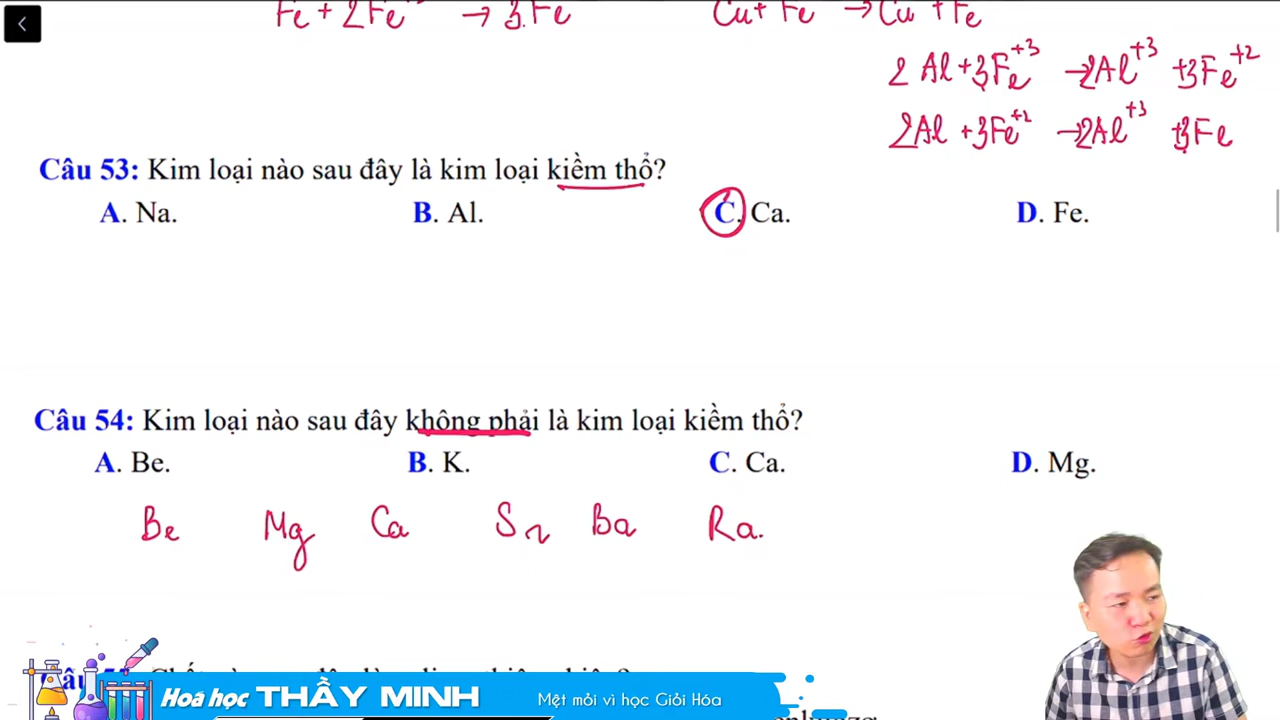 Fe + 2Fe → 3Fe
Cu + Fe → Cu + Fe
2Al + 3Fe⁺³ → 2Al⁺³ + 3Fe⁺²
2Al + 3Fe⁺² → 2Al⁺³ + 3Fe
Câu 53: Kim loại nào sau đây là kim loại kiềm thổ?
A. Na. B. Al. C. Ca. D. Fe.
Câu 54: Kim loại nào sau đây không phải là kim loại kiềm thổ?
A. Be. B. K. C. Ca. D. Mg.
Be Mg Ca Sr Ba Ra.
Hoá học THẦY MINH Mệt mỏi vì học Giỏi Hóa